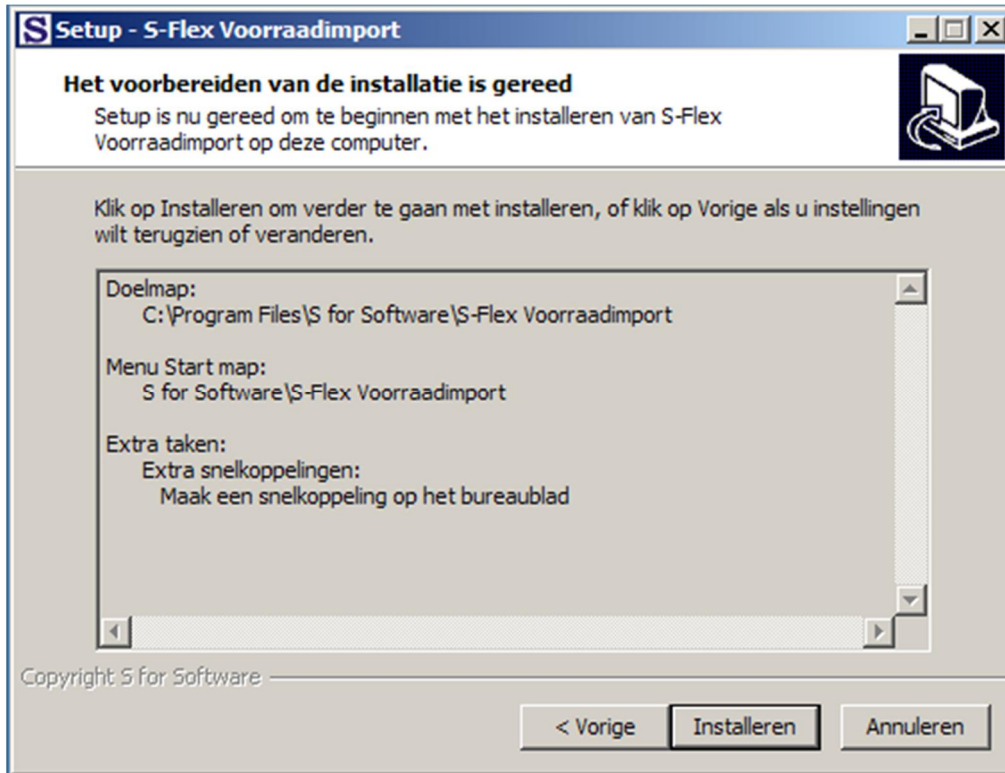 S Setup - S-Flex Voorraadimport
Het voorbereiden van de installatie is gereed
Setup is nu gereed om te beginnen met het installeren van S-Flex
Voorraadimport op deze computer.
Klik op Installeren om verder te gaan met installeren, of klik op Vorige als u instellingen
wilt terugzien of veranderen.
Doelmap:
C:\Program Files\S for Software\S-Flex Voorraadimport
Menu Start map:
S for Software\S-Flex Voorraadimport
Extra taken:
Extra snelkoppelingen:
Maak een snelkoppeling op het bureaublad
Copyright S for Software
< Vorige Installeren Annuleren